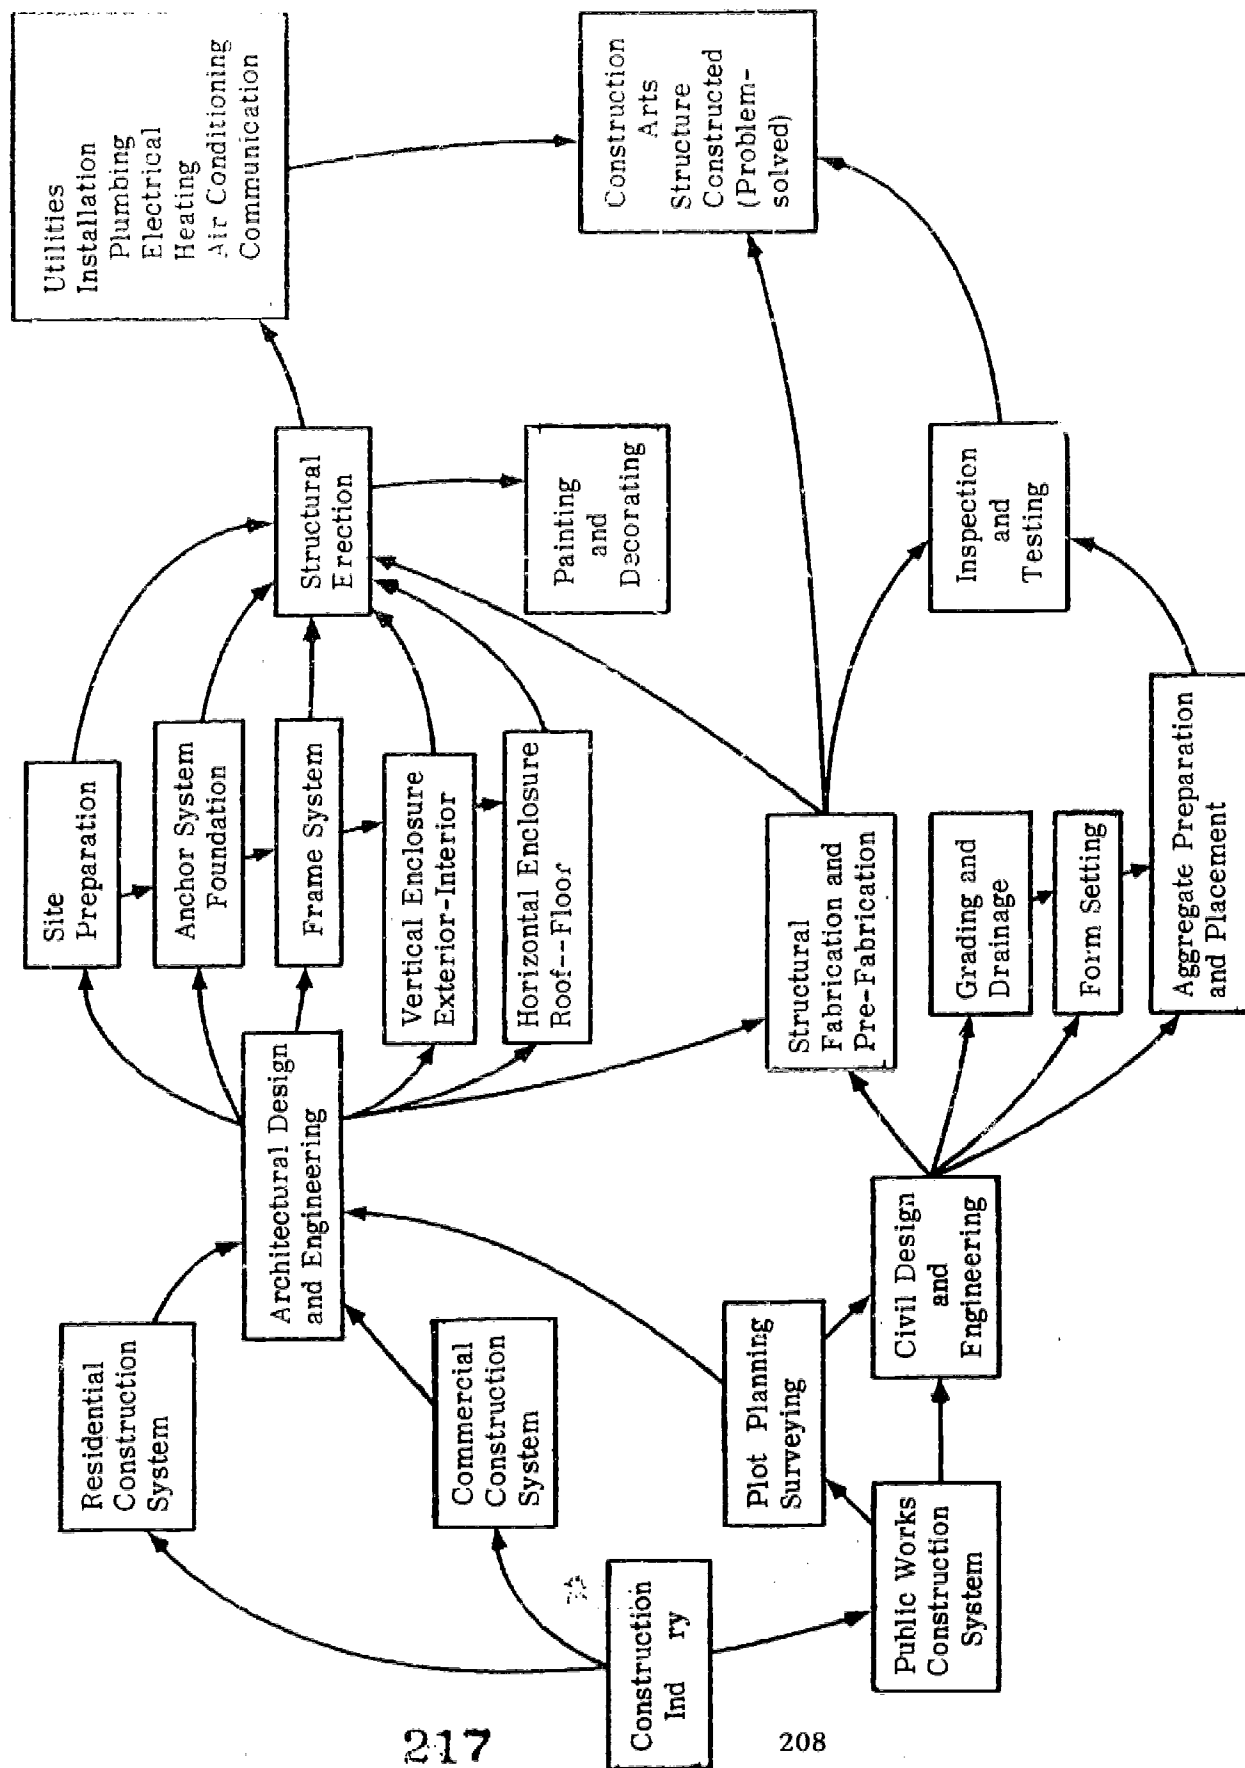 Construction
Ind ry
Residential
Construction
System
Commercial
Construction
System
Plot Planning
Surveying
Public Works
Construction
System
Architectural Design
and Engineering
Civil Design
and
Engineering
Site
Preparation
Anchor System
Foundation
Frame System
Vertical Enclosure
Exterior-Interior
Horizontal Enclosure
Roof--Floor
Structural
Fabrication and
Pre-Fabrication
Grading and
Drainage
Form Setting
Aggregate Preparation
and Placement
Structural
Erection
Painting
and
Decorating
Inspection
and
Testing
Utilities
Installation
Plumbing
Electrical
Heating
Air Conditioning
Communication
Construction
Arts
Structure
Constructed
(Problem-
solved)
217
208